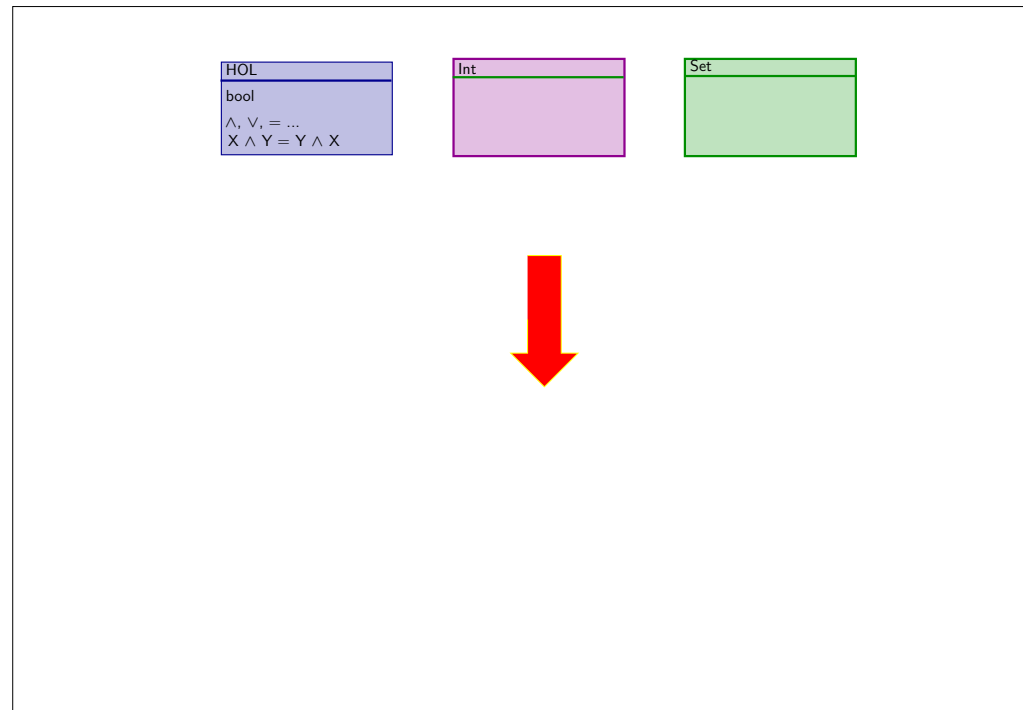 HOL
bool
∧, ∨, = ...
X ∧ Y = Y ∧ X
Int
Set